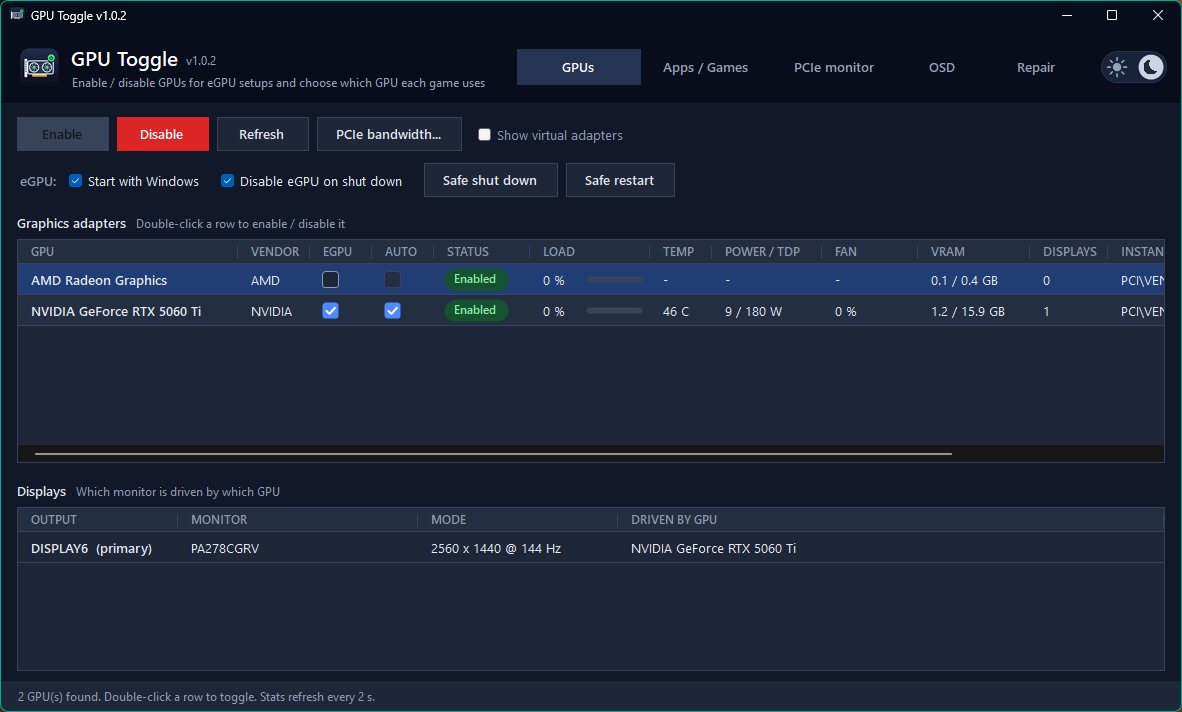 GPU Toggle v1.0.2
GPU Toggle v1.0.2
Enable / disable GPUs for eGPU setups and choose which GPU each game uses
GPUs Apps / Games PCIe monitor OSD Repair
Enable Disable Refresh PCIe bandwidth... Show virtual adapters
eGPU: Start with Windows Disable eGPU on shut down Safe shut down Safe restart
Graphics adapters Double-click a row to enable / disable it
GPU VENDOR EGPU AUTO STATUS LOAD TEMP POWER / TDP FAN VRAM DISPLAYS INSTAN
AMD Radeon Graphics AMD Enabled 0 % - - - 0.1 / 0.4 GB 0 PCI\VEN
NVIDIA GeForce RTX 5060 Ti NVIDIA Enabled 0 % 46 C 9 / 180 W 0 % 1.2 / 15.9 GB 1 PCI\VEN
Displays Which monitor is driven by which GPU
OUTPUT MONITOR MODE DRIVEN BY GPU
DISPLAY6 (primary) PA278CGRV 2560 x 1440 @ 144 Hz NVIDIA GeForce RTX 5060 Ti
2 GPU(s) found. Double-click a row to toggle. Stats refresh every 2 s.